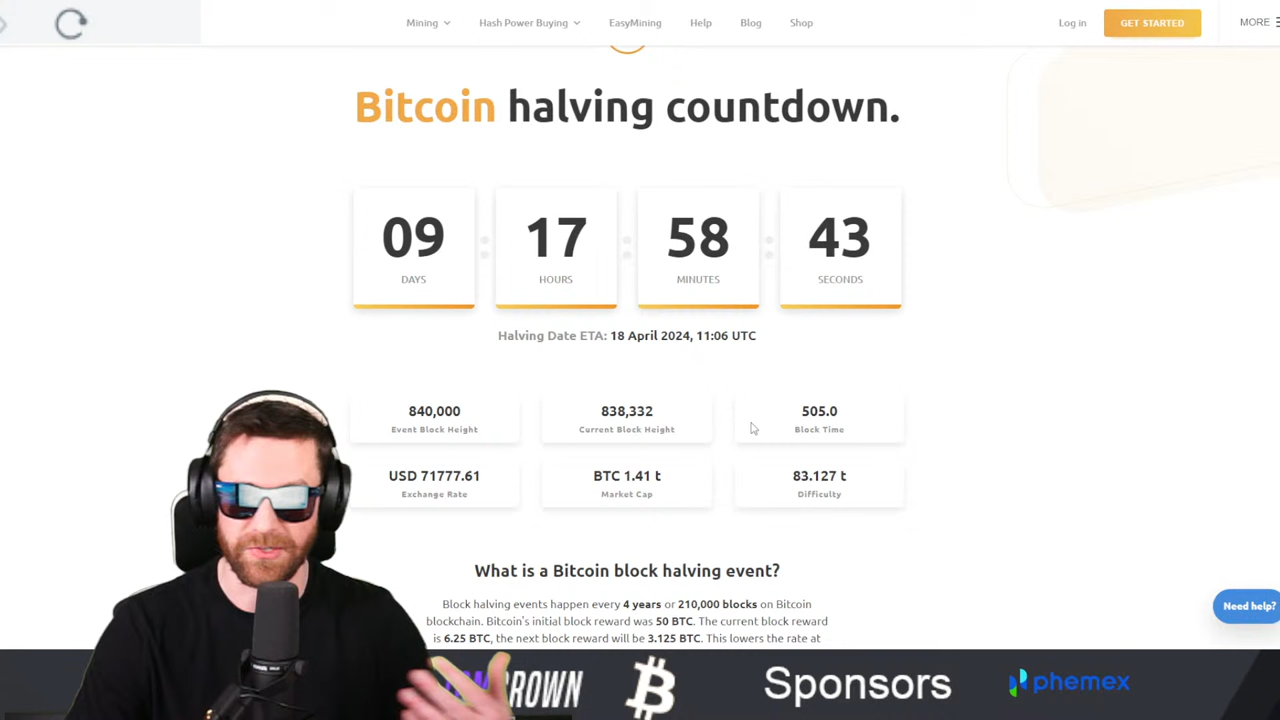 Mining
Hash Power Buying
EasyMining
Help
Blog
Shop
Log in
GET STARTED
MORE
Bitcoin halving countdown.
09 : 17 : 58 : 43
DAYS HOURS MINUTES SECONDS
Halving Date ETA: 18 April 2024, 11:06 UTC
840,000
Event Block Height
838,332
Current Block Height
505.0
Block Time
USD 71777.61
Exchange Rate
BTC 1.41 t
Market Cap
83.127 t
Difficulty
What is a Bitcoin block halving event?
Block halving events happen every 4 years or 210,000 blocks on Bitcoin
blockchain. Bitcoin's initial block reward was 50 BTC. The current block reward
is 6.25 BTC, the next block reward will be 3.125 BTC. This lowers the rate at
Need help?
Sponsors
phemex